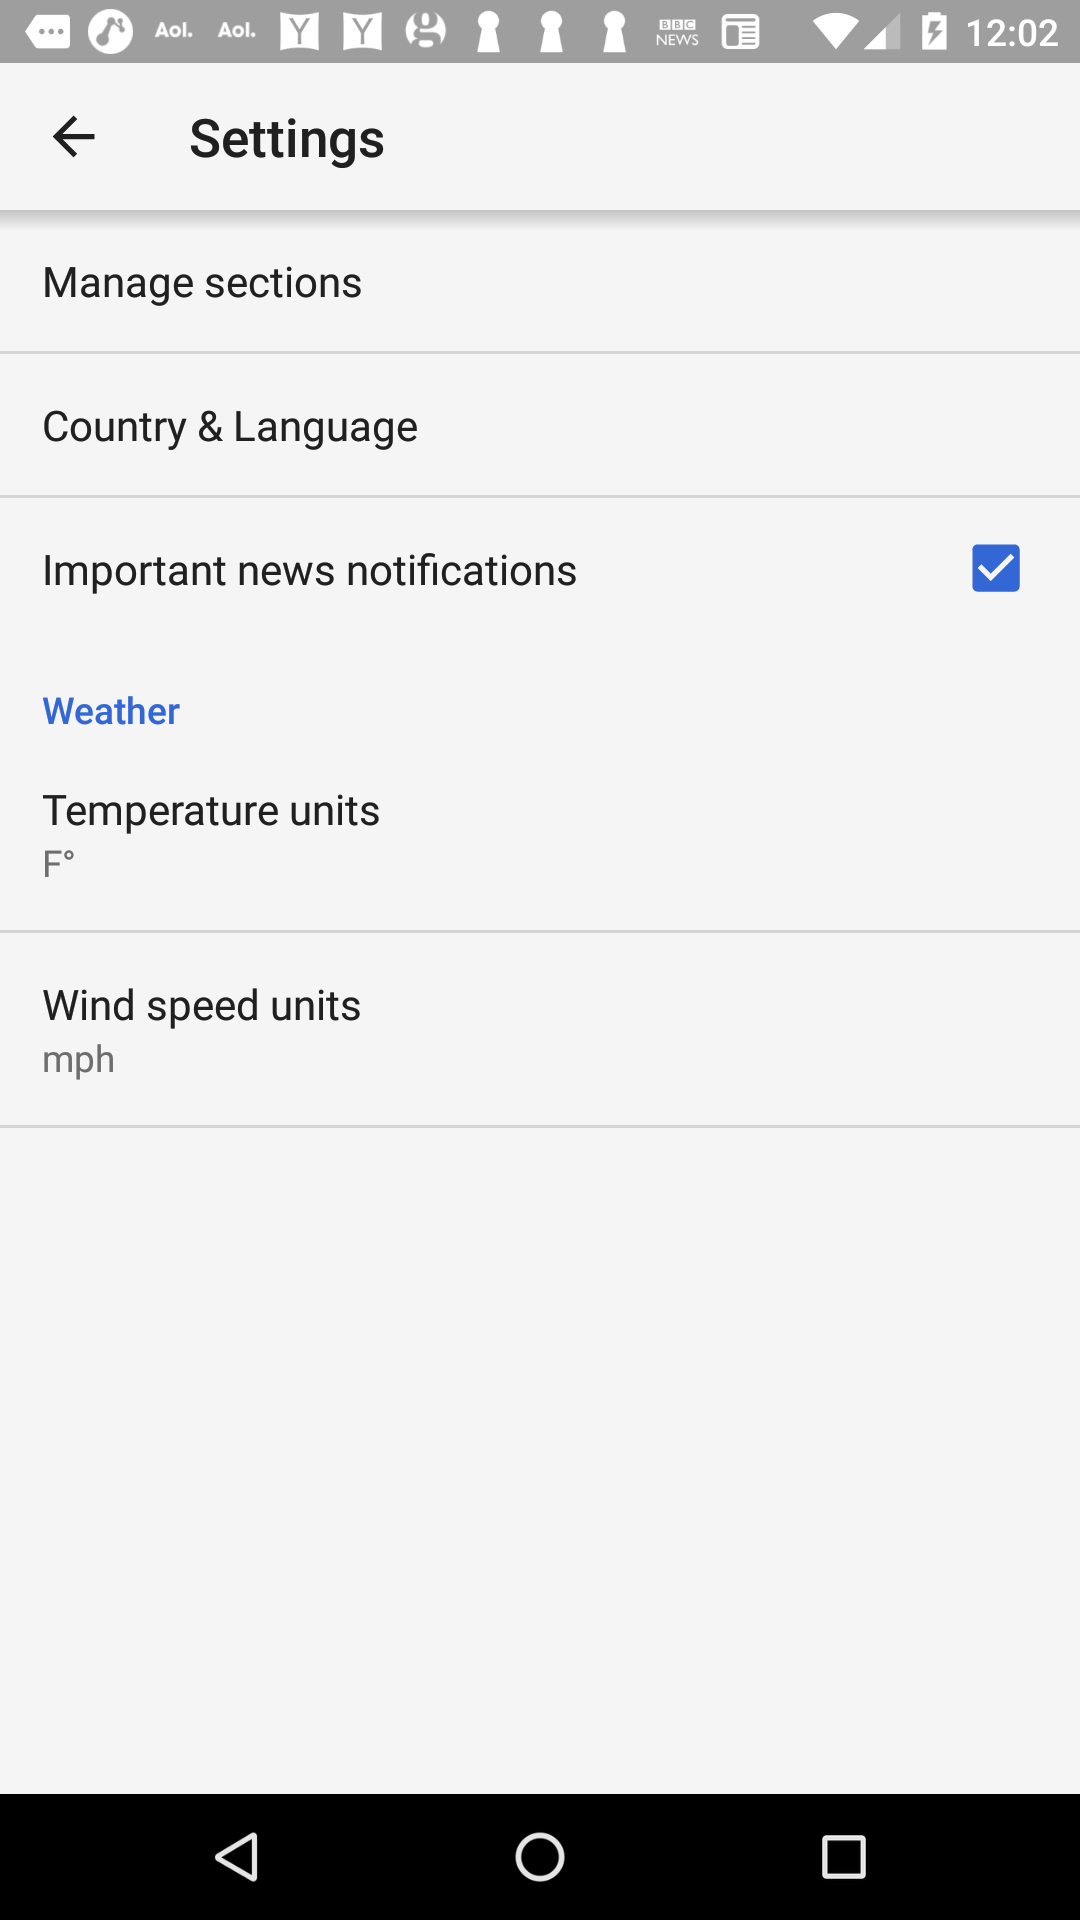 Aol. Aol. Y Y BBC NEWS 12:02
Settings
Manage sections
Country & Language
Important news notifications
Weather
Temperature units
F°
Wind speed units
mph